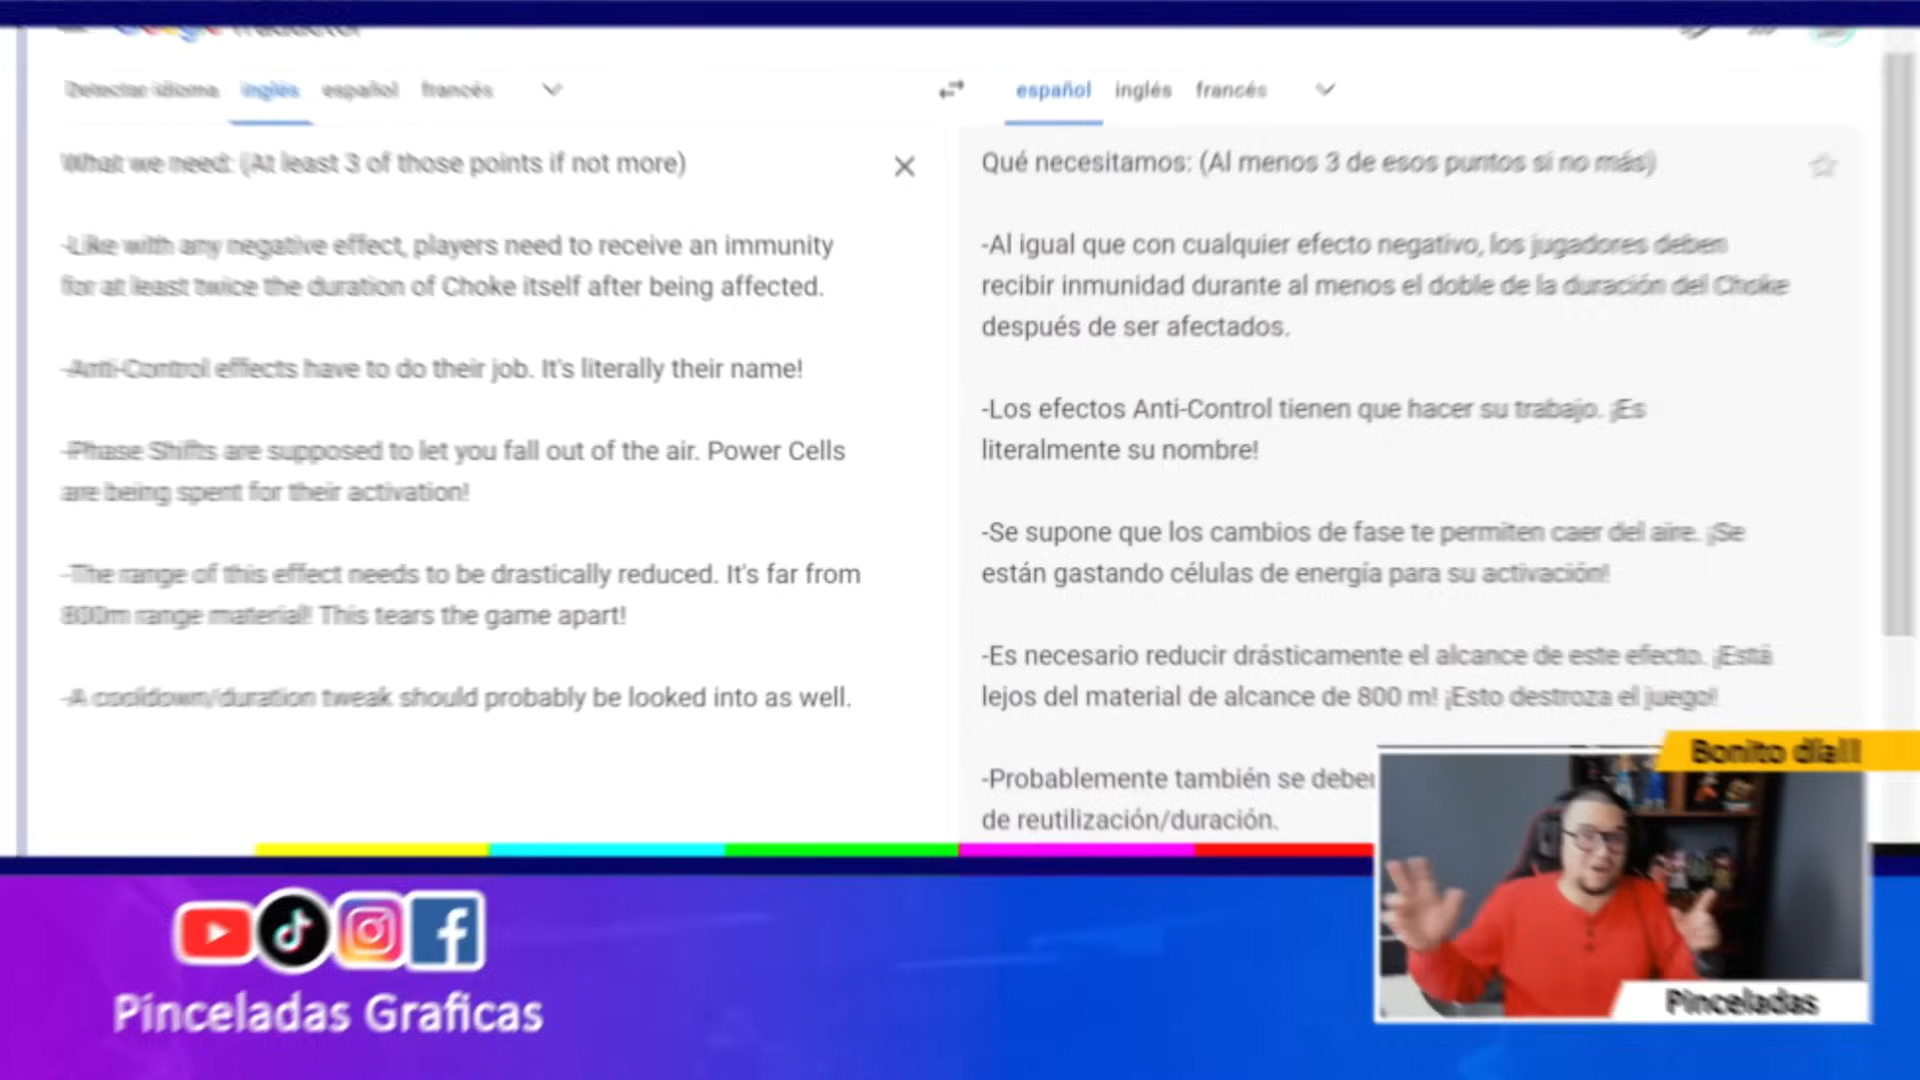 Google Traductor
Detectar idioma inglés español francés
español inglés francés
What we need: (At least 3 of those points if not more)
-Like with any negative effect, players need to receive an immunity
for at least twice the duration of Choke itself after being affected.
-Anti-Control effects have to do their job. It's literally their name!
-Phase Shifts are supposed to let you fall out of the air. Power Cells
are being spent for their activation!
-The range of this effect needs to be drastically reduced. It's far from
800m range material! This tears the game apart!
-A cooldown/duration tweak should probably be looked into as well.
Qué necesitamos: (Al menos 3 de esos puntos si no más)
-Al igual que con cualquier efecto negativo, los jugadores deben
recibir inmunidad durante al menos el doble de la duración del Choke
después de ser afectados.
-Los efectos Anti-Control tienen que hacer su trabajo. ¡Es
literalmente su nombre!
-Se supone que los cambios de fase te permiten caer del aire. ¡Se
están gastando células de energía para su activación!
-Es necesario reducir drásticamente el alcance de este efecto. ¡Está
lejos del material de alcance de 800 m! ¡Esto destroza el juego!
-Probablemente también se
de reutilización/duración.
Bonito día!!
Pinceladas
Pinceladas Graficas